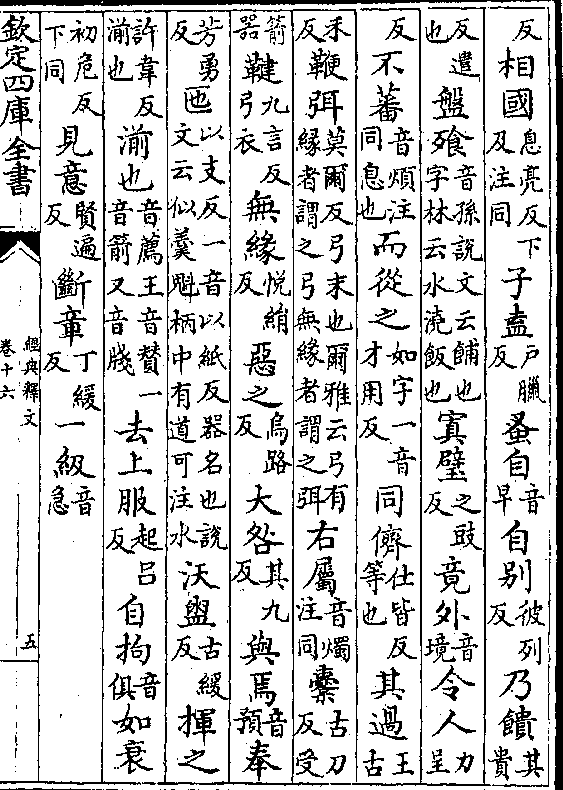 反相國息亮反下及注同子盍戶臘反蚤自音早自别彼列反乃饋其貴
反遣也盤飧音孫說文云餔也字林云水澆飯也寘璧之豉反竟外音境令人力呈
反不蕃音煩注同息也而從之如字一音才用反同儕仕皆反等也其過王古
禾反鞭弭莫爾反弓末也爾雅云弓有緣者謂之弓無緣者謂之弭右屬音燭注同櫜古刀反受
箭器鞬九言反弓衣無緣悅絹反惡之烏路反大咎其九反與焉音預奉
芳勇反匜以支反一音以紙反器名也說文云似羹魁柄中有道可注水沃盥古緩反揮之
許韋反湔也湔也音薦王音贊一音箭又音牋去上服起呂反自拘音俱如衰
初危反下同見意賢遍反斷章丁緩反一級音急
欽定四庫全書
經典釋文
卷十六
五